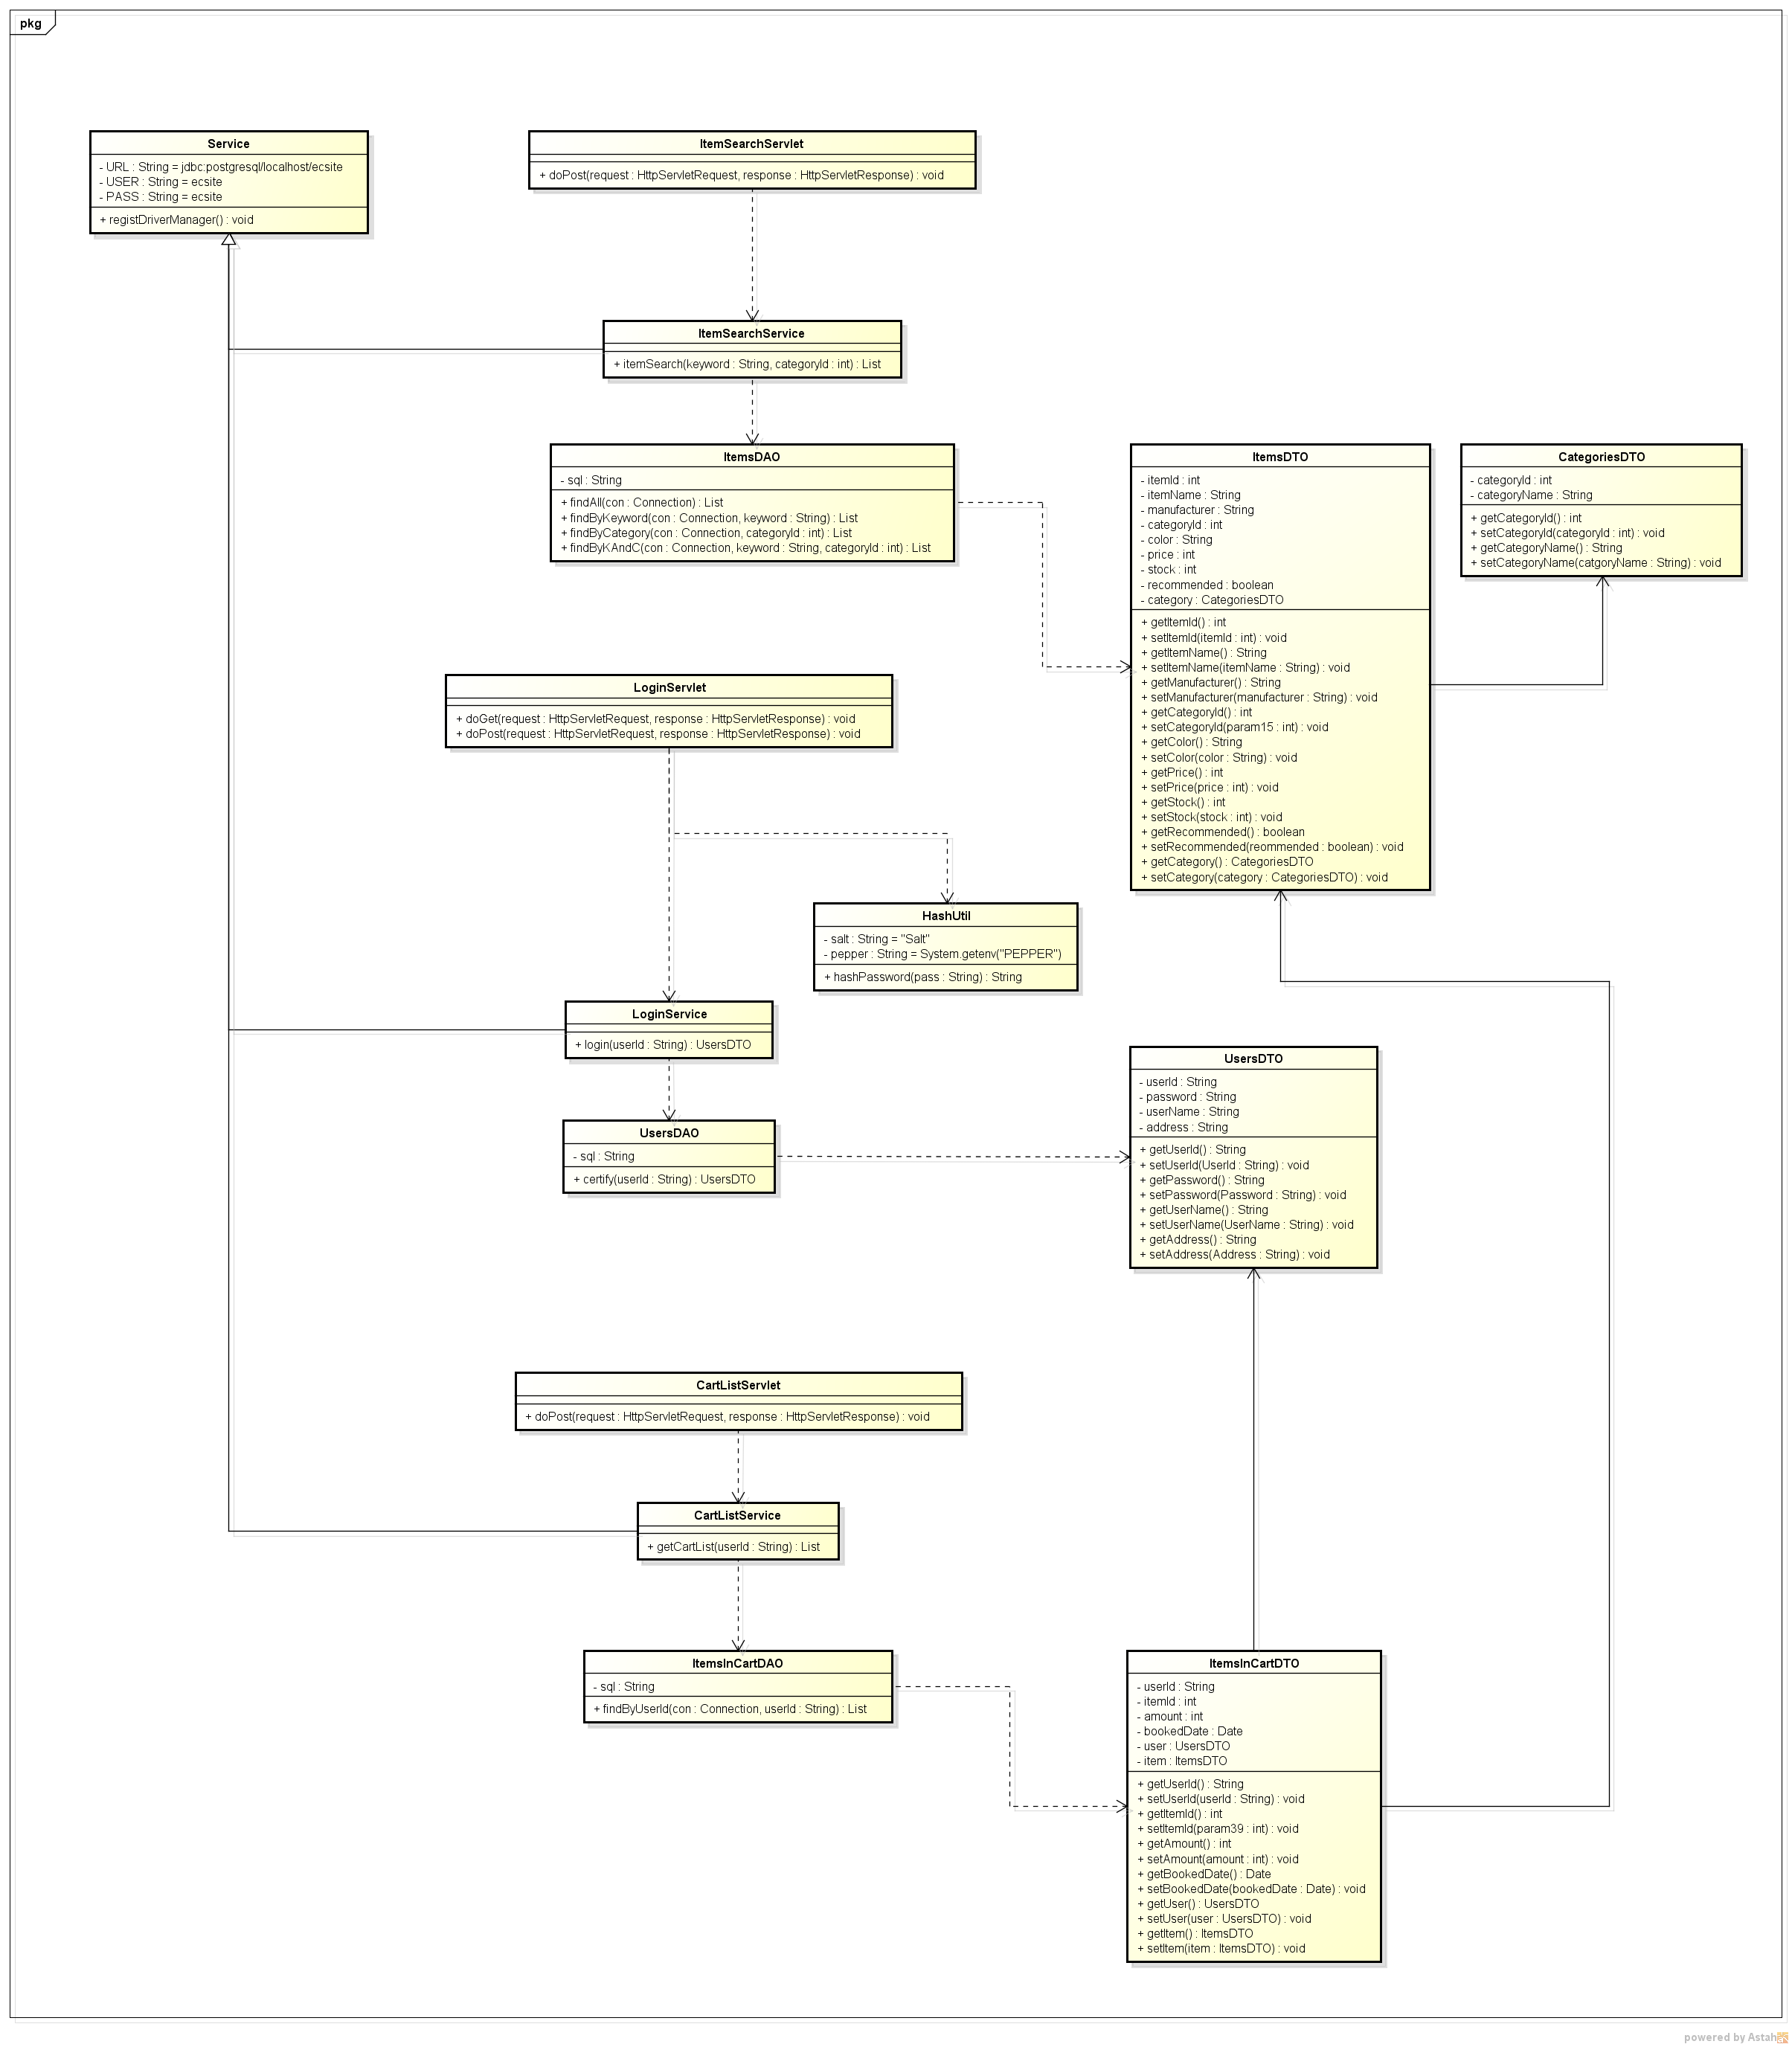 pkg
Service
- URL : String = jdbc:postgresql/localhost/ecsite
- USER : String = ecsite
- PASS : String = ecsite
+ registDriverManager() : void
ItemSearchServlet
+ doPost(request : HttpServletRequest, response : HttpServletResponse) : void
ItemSearchService
+ itemSearch(keyword : String, categoryId : int) : List
ItemsDAO
- sql : String
+ findAll(con : Connection) : List
+ findByKeyword(con : Connection, keyword : String) : List
+ findByCategory(con : Connection, categoryId : int) : List
+ findByKAndC(con : Connection, keyword : String, categoryId : int) : List
ItemsDTO
- itemId : int
- itemName : String
- manufacturer : String
- categoryId : int
- color : String
- price : int
- stock : int
- recommended : boolean
- category : CategoriesDTO
+ getItemId() : int
+ setItemId(itemId : int) : void
+ getItemName() : String
+ setItemName(itemName : String) : void
+ getManufacturer() : String
+ setManufacturer(manufacturer : String) : void
+ getCategoryId() : int
+ setCategoryId(param15 : int) : void
+ getColor() : String
+ setColor(color : String) : void
+ getPrice() : int
+ setPrice(price : int) : void
+ getStock() : int
+ setStock(stock : int) : void
+ getRecommended() : boolean
+ setRecommended(reommended : boolean) : void
+ getCategory() : CategoriesDTO
+ setCategory(category : CategoriesDTO) : void
CategoriesDTO
- categoryId : int
- categoryName : String
+ getCategoryId() : int
+ setCategoryId(categoryId : int) : void
+ getCategoryName() : String
+ setCategoryName(catgoryName : String) : void
LoginServlet
+ doGet(request : HttpServletRequest, response : HttpServletResponse) : void
+ doPost(request : HttpServletRequest, response : HttpServletResponse) : void
HashUtil
- salt : String = "Salt"
- pepper : String = System.getenv("PEPPER")
+ hashPassword(pass : String) : String
LoginService
+ login(userId : String) : UsersDTO
UsersDAO
- sql : String
+ certify(userId : String) : UsersDTO
UsersDTO
- userId : String
- password : String
- userName : String
- address : String
+ getUserId() : String
+ setUserId(UserId : String) : void
+ getPassword() : String
+ setPassword(Password : String) : void
+ getUserName() : String
+ setUserName(UserName : String) : void
+ getAddress() : String
+ setAddress(Address : String) : void
CartListServlet
+ doPost(request : HttpServletRequest, response : HttpServletResponse) : void
CartListService
+ getCartList(userId : String) : List
ItemsInCartDAO
- sql : String
+ findByUserId(con : Connection, userId : String) : List
ItemsInCartDTO
- userId : String
- itemId : int
- amount : int
- bookedDate : Date
- user : UsersDTO
- item : ItemsDTO
+ getUserId() : String
+ setUserId(userId : String) : void
+ getItemId() : int
+ setItemId(param39 : int) : void
+ getAmount() : int
+ setAmount(amount : int) : void
+ getBookedDate() : Date
+ setBookedDate(bookedDate : Date) : void
+ getUser() : UsersDTO
+ setUser(user : UsersDTO) : void
+ getItem() : ItemsDTO
+ setItem(item : ItemsDTO) : void
powered by Astah